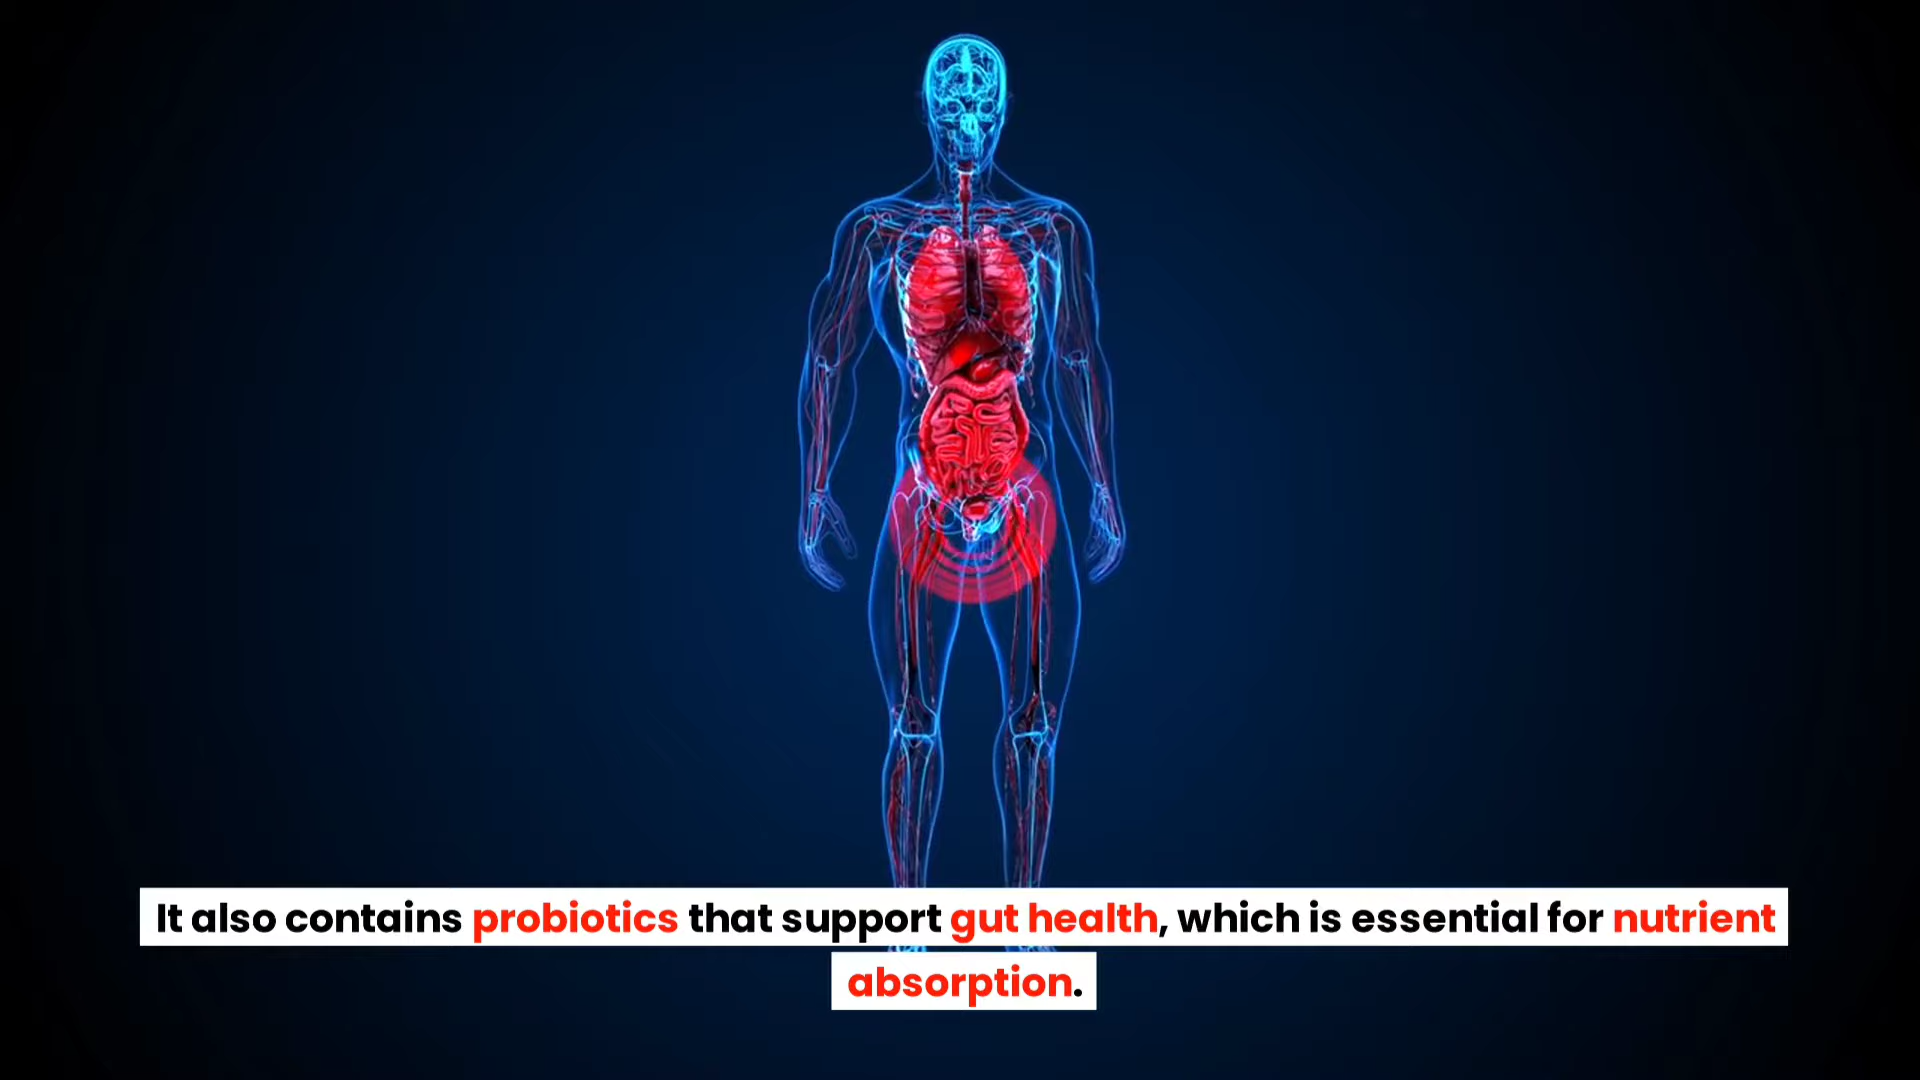 It also contains probiotics that support gut health, which is essential for nutrient
absorption.